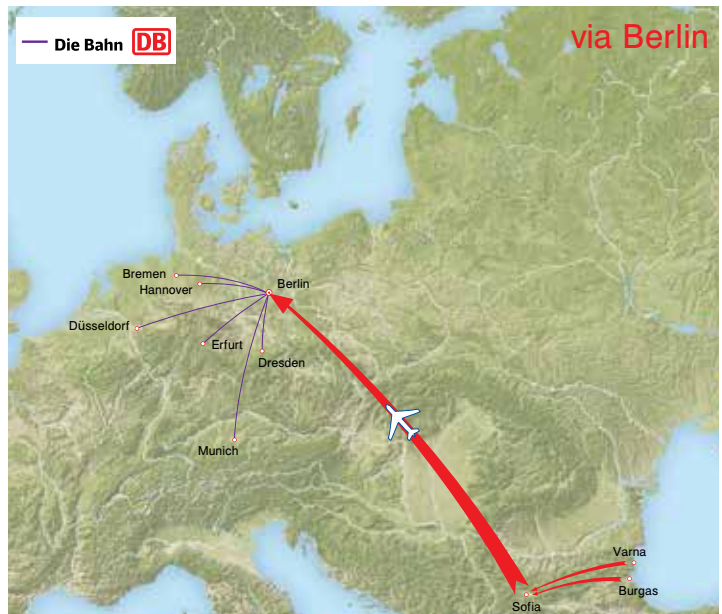 Die Bahn DB
via Berlin
Bremen
Hannover
Berlin
Düsseldorf
Erfurt
Dresden
Munich
Varna
Burgas
Sofia